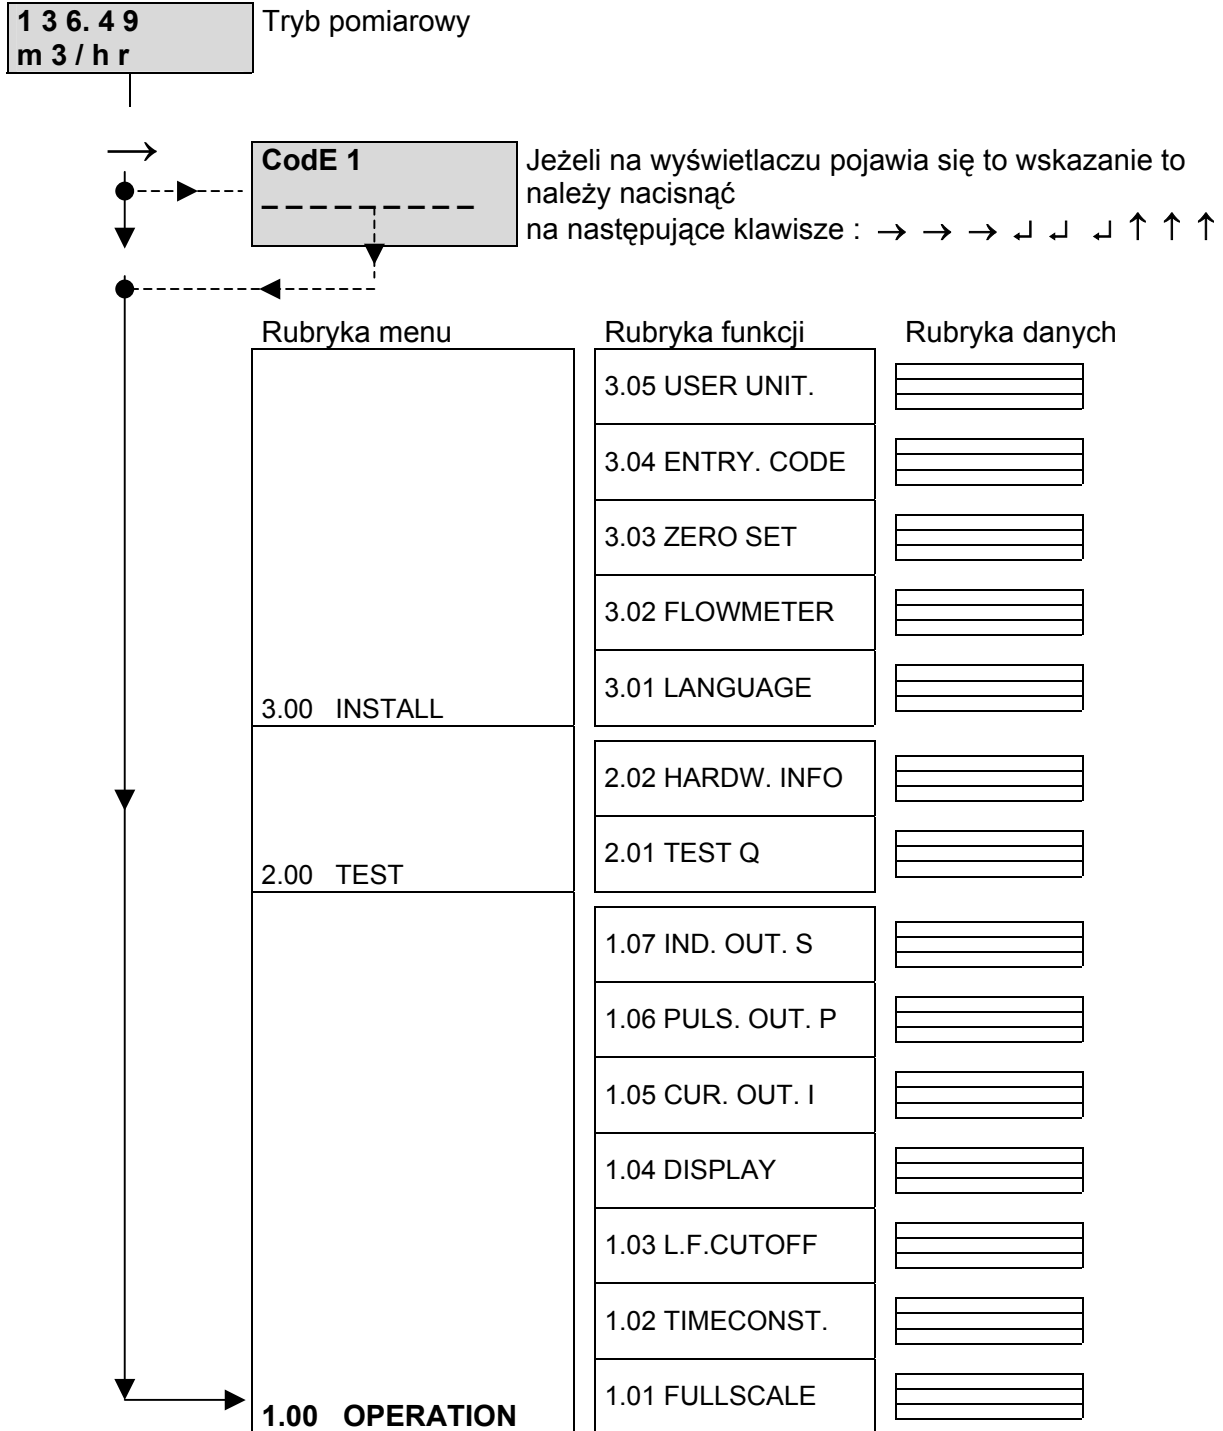 1 3 6. 4 9 Tryb pomiarowy
m 3 / h r
→
CodE 1 Jeżeli na wyświetlaczu pojawia się to wskazanie to
należy nacisnąć
_ _ _ _ _ _ _ _ _
na następujące klawisze : → → → ↵ ↵ ↵ ↑ ↑ ↑
Rubryka menu Rubryka funkcji Rubryka danych
3.05 USER UNIT.
3.04 ENTRY. CODE
3.03 ZERO SET
3.02 FLOWMETER
3.01 LANGUAGE
3.00 INSTALL
2.02 HARDW. INFO
2.01 TEST Q
2.00 TEST
1.07 IND. OUT. S
1.06 PULS. OUT. P
1.05 CUR. OUT. I
1.04 DISPLAY
1.03 L.F.CUTOFF
1.02 TIMECONST.
1.01 FULLSCALE
1.00 OPERATION